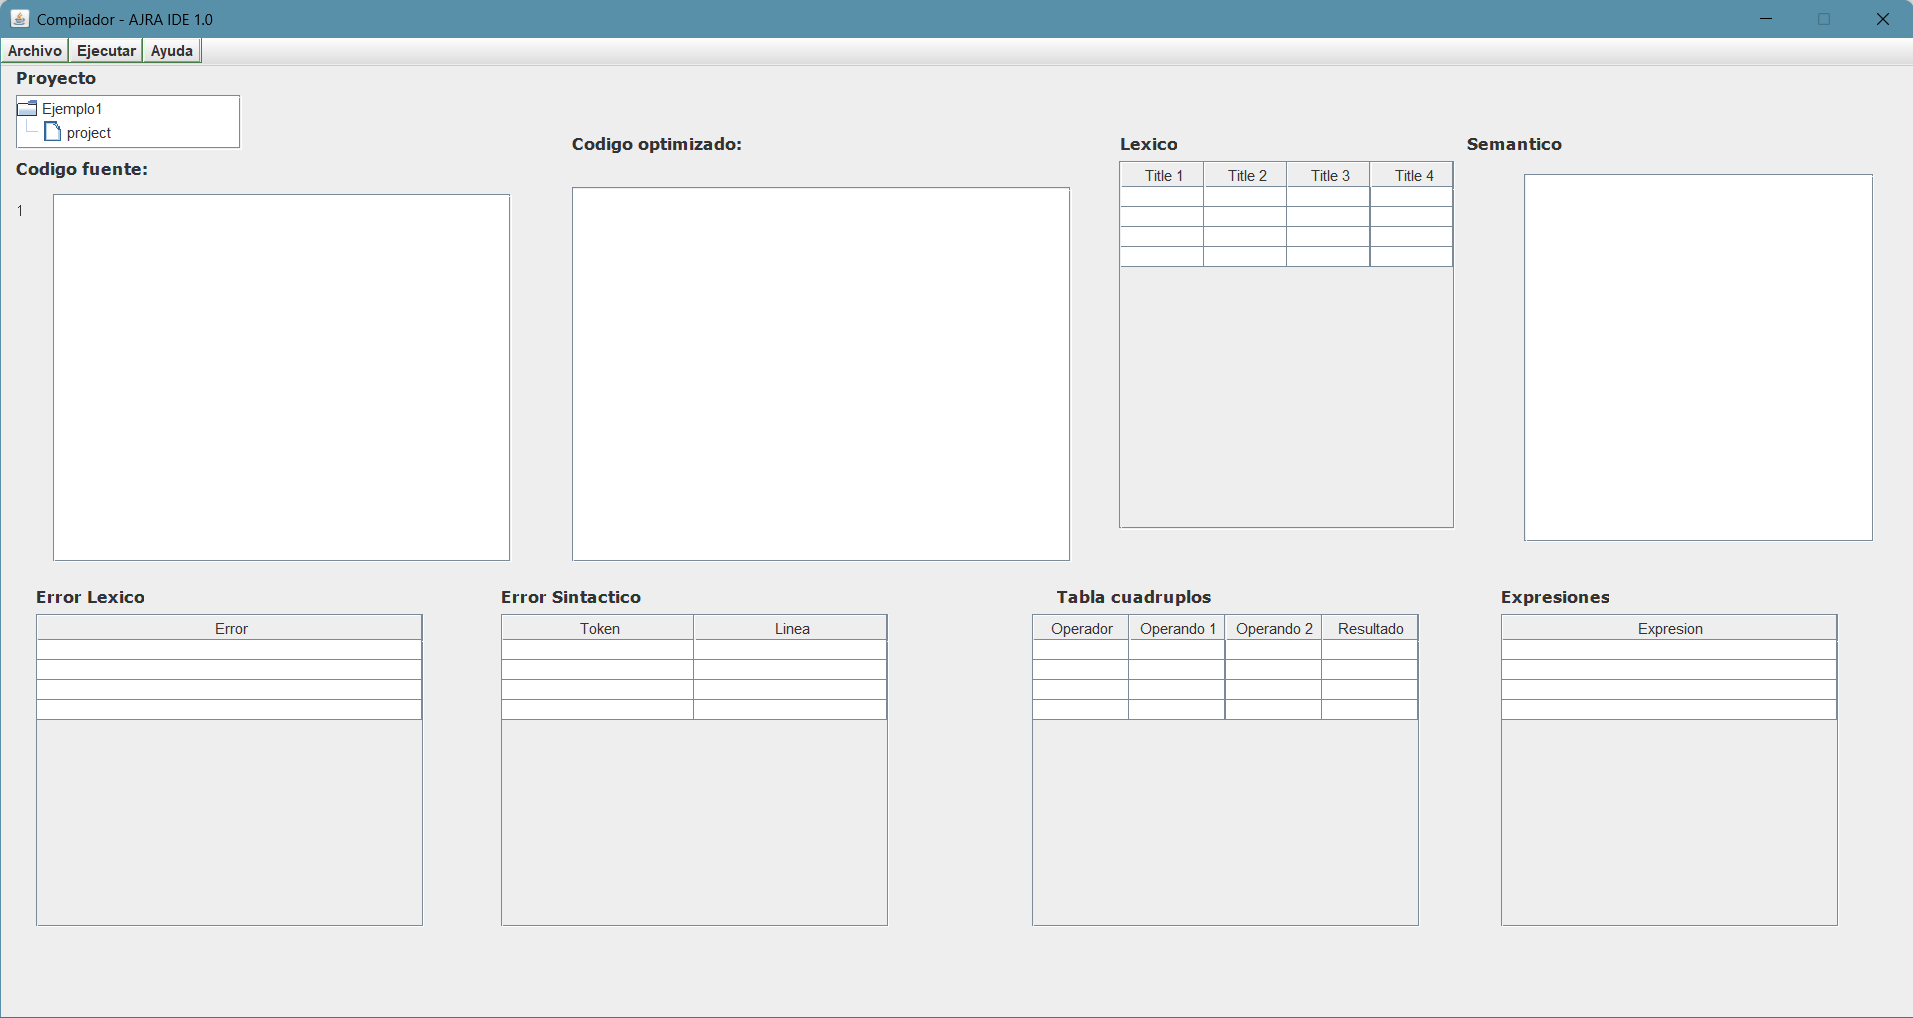 Compilador - AJRA IDE 1.0
Archivo Ejecutar Ayuda
Proyecto
Ejemplo1
project
Codigo fuente:
1
Codigo optimizado:
Lexico
Title 1 Title 2 Title 3 Title 4
Semantico
Error Lexico
Error
Error Sintactico
Token Linea
Tabla cuadruplos
Operador Operando 1 Operando 2 Resultado
Expresiones
Expresion